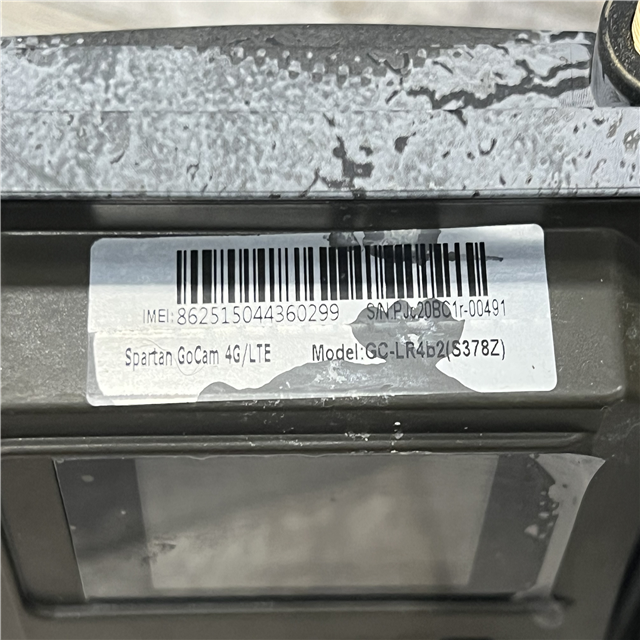 IMEI:862515044360299 S/N:PJc20BC1r-00491
Spartan GoCam 4G/LTE Model:GC-LR4b2(S378Z)